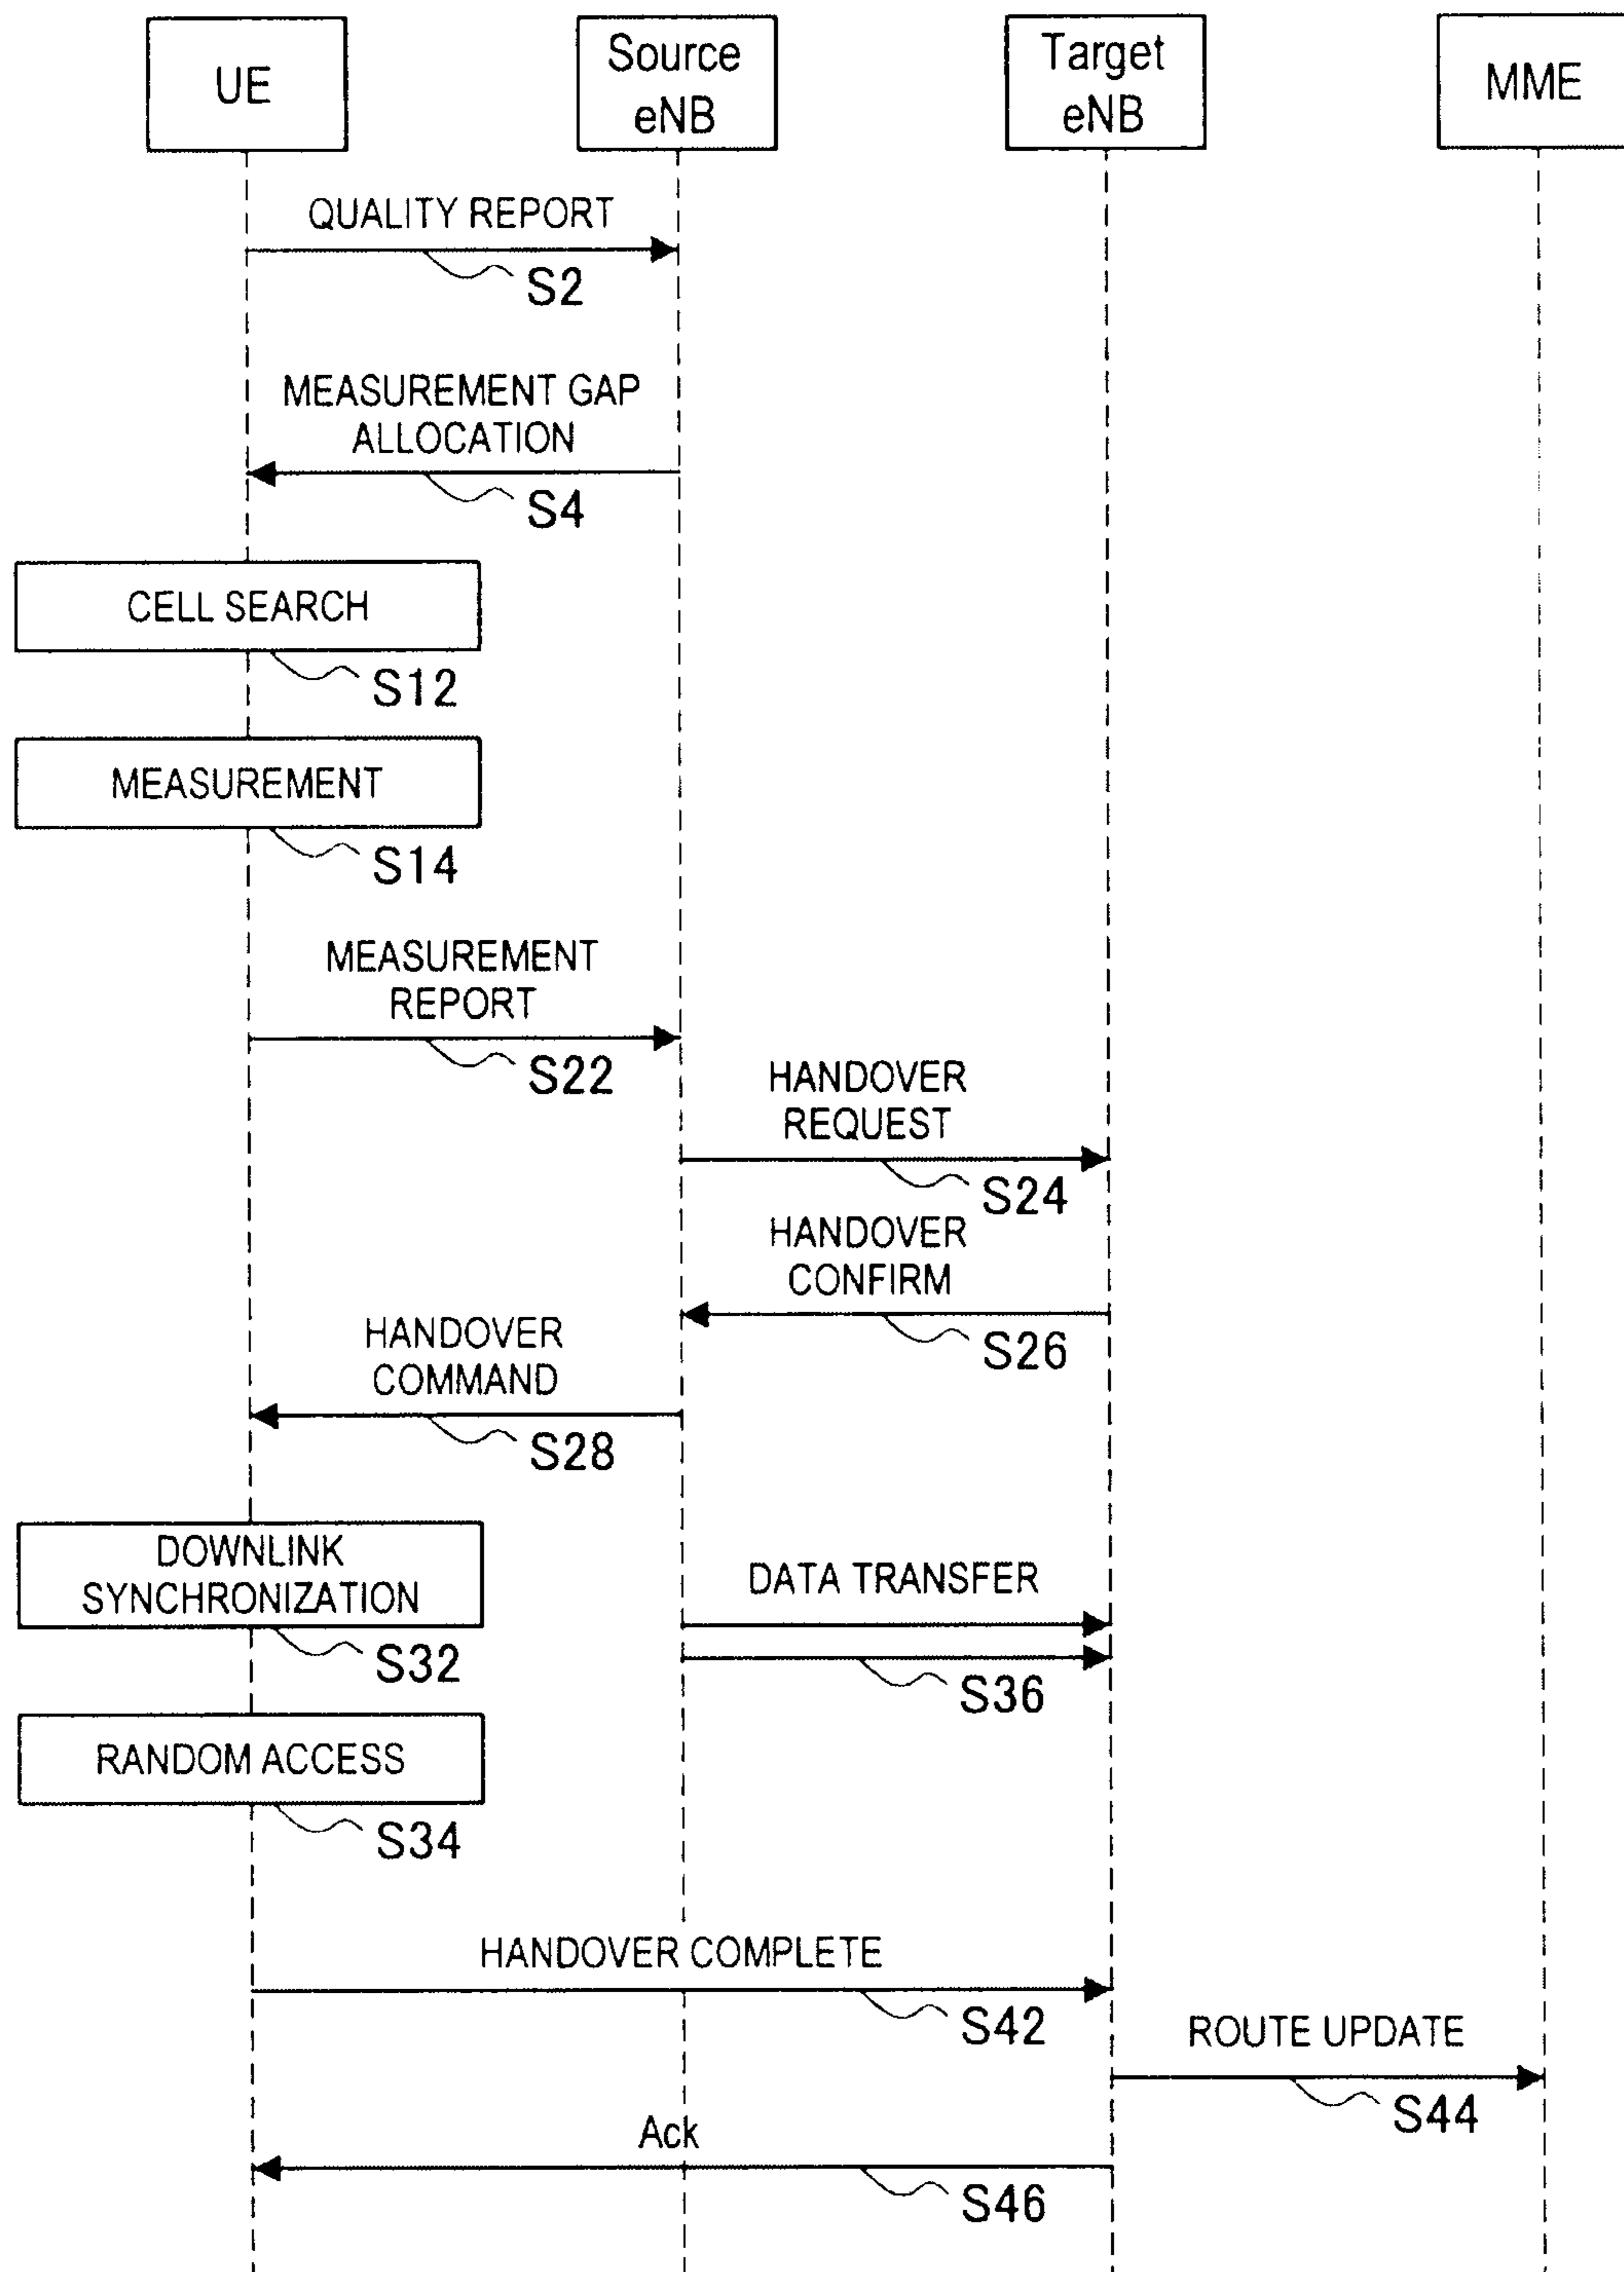 UE
Source
eNB
Target
eNB
MME
QUALITY REPORT
S2
MEASUREMENT GAP
ALLOCATION
S4
CELL SEARCH
S12
MEASUREMENT
S14
MEASUREMENT
REPORT
S22
HANDOVER
REQUEST
S24
HANDOVER
CONFIRM
S26
HANDOVER
COMMAND
S28
DOWNLINK
SYNCHRONIZATION
S32
DATA TRANSFER
S36
RANDOM ACCESS
S34
HANDOVER COMPLETE
S42
ROUTE UPDATE
S44
Ack
S46